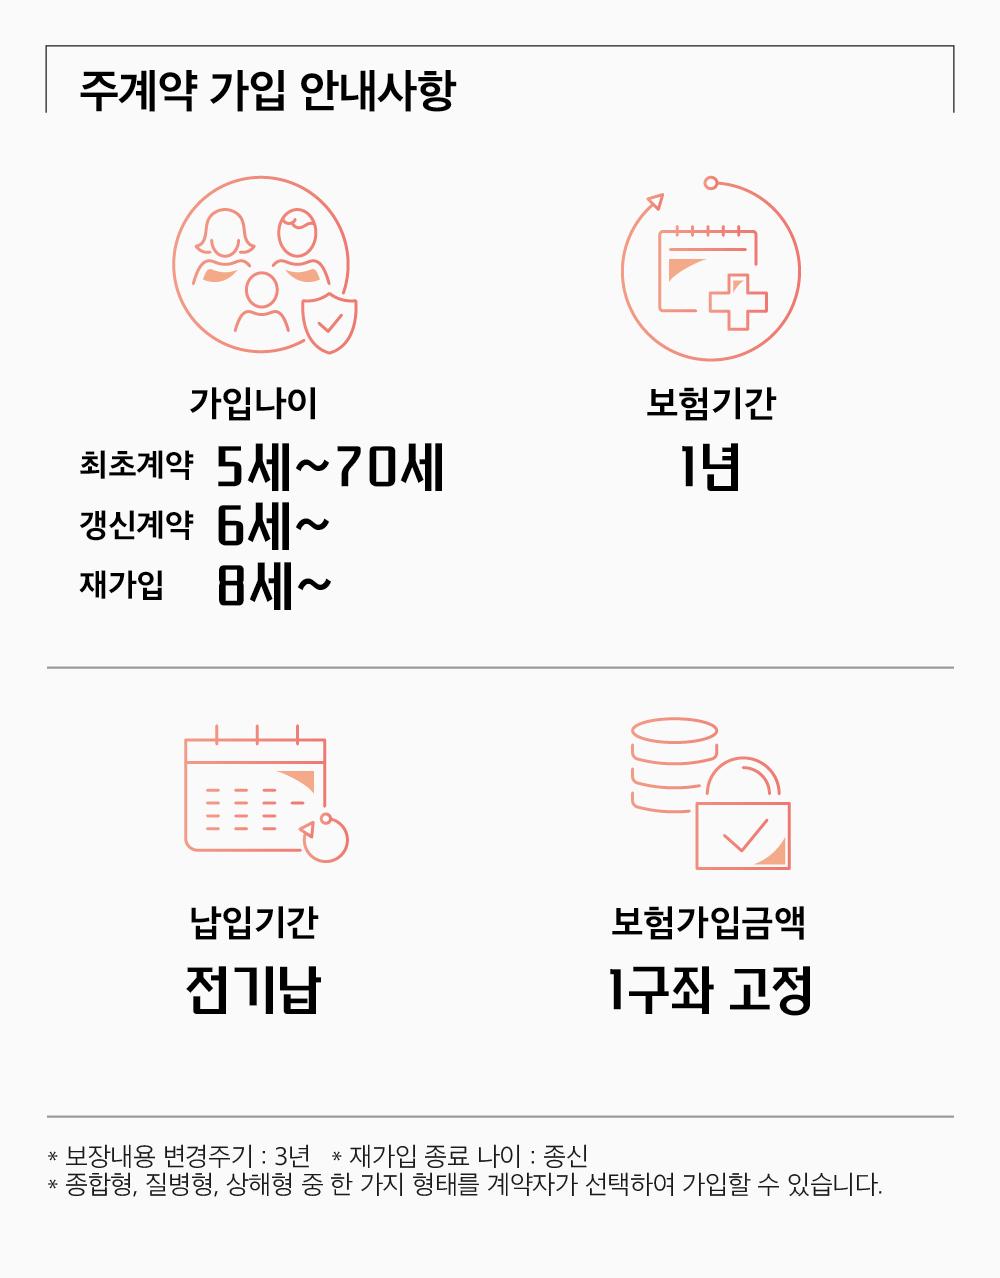 주계약 가입 안내사항
가입나이
최초계약 5세~70세
갱신계약 6세~
재가입 8세~
보험기간
1년
납입기간
전기납
보험가입금액
1구좌 고정
* 보장내용 변경주기 : 3년 * 재가입 종료 나이 : 종신
* 종합형, 질병형, 상해형 중 한 가지 형태를 계약자가 선택하여 가입할 수 있습니다.